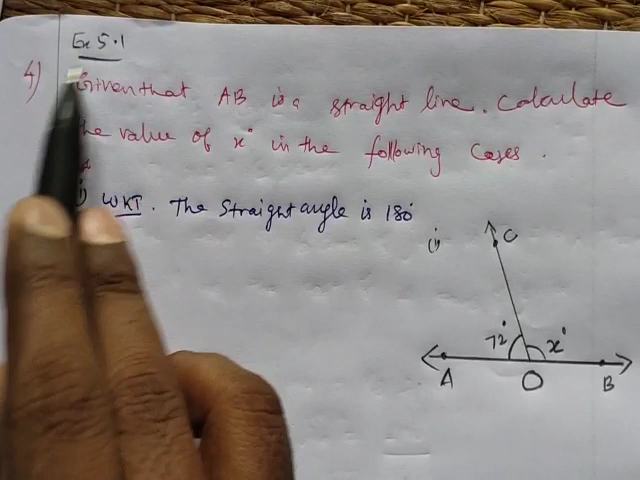 Ex 5.1
4) Given that AB is a straight line. Calculate
the value of x° in the following cases.
i) WKT. The Straight angle is 180°
(i)
C
72° x°
A O B